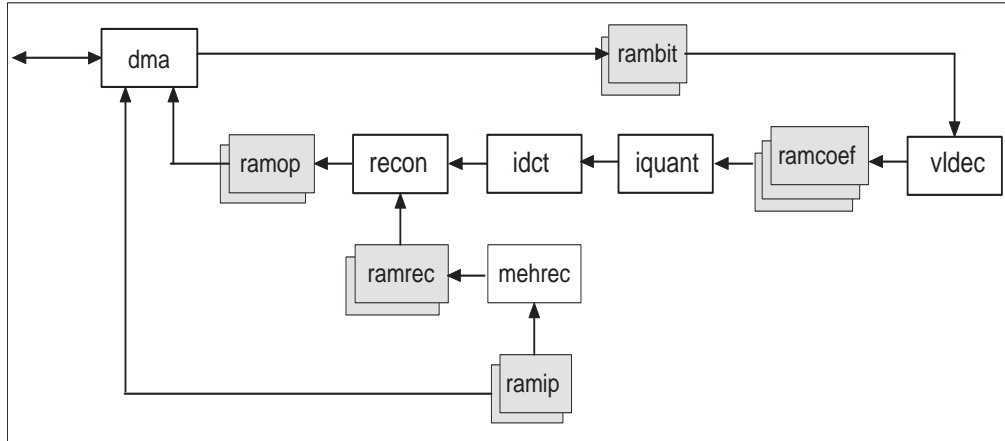 dma
rambit
ramop
recon
idct
iquant
ramcoef
vldec
ramrec
mehrec
ramip